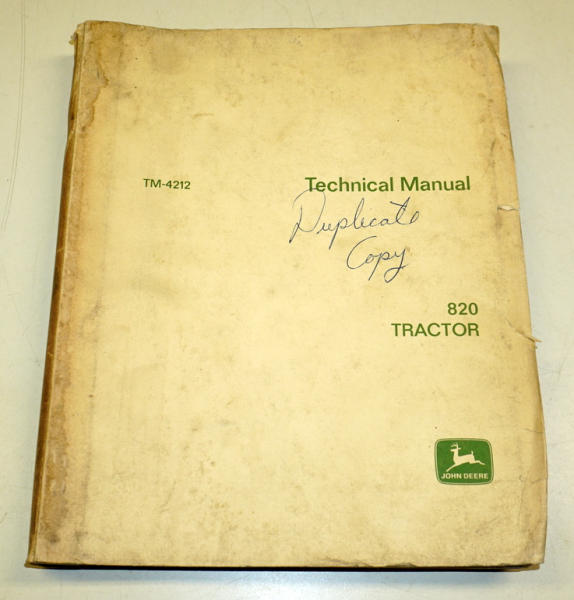 TM-4212
Technical Manual
Duplicate
Copy
820
TRACTOR
JOHN DEERE